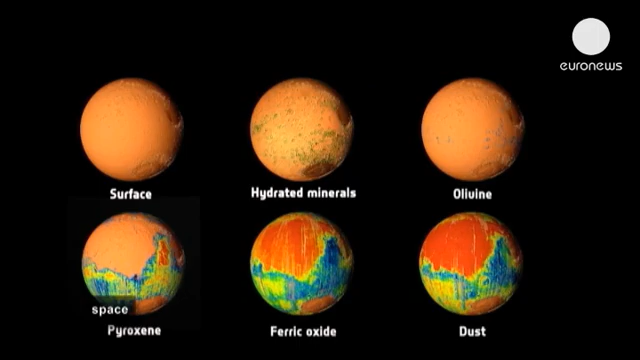 euronews
Surface
Hydrated minerals
Olivine
space
Pyroxene
Ferric oxide
Dust